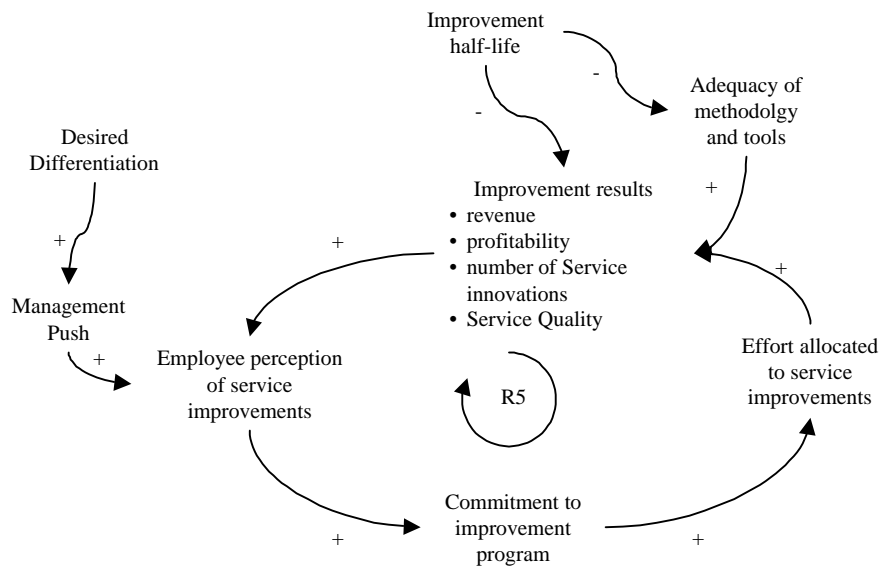 Improvement
half-life
-
-
Adequacy of
methodolgy
and tools
Desired
Differentiation
+
Improvement results
• revenue
• profitability
• number of Service
innovations
• Service Quality
+
+
+
Management
Push
+
Employee perception
of service
improvements
Effort allocated
to service
improvements
R5
Commitment to
improvement
program
+
+